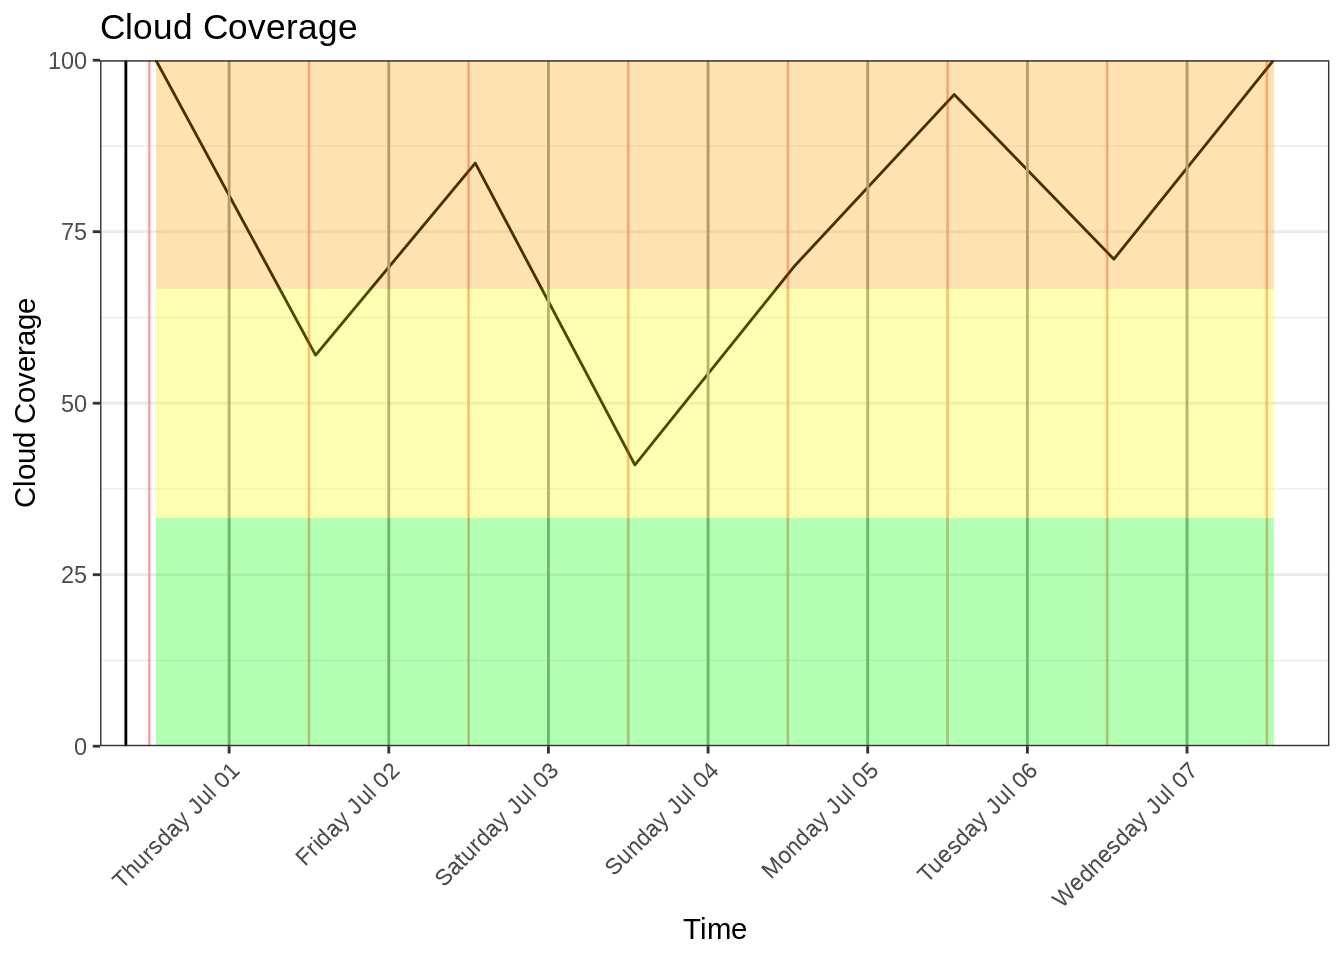 Cloud Coverage
100
75
50
25
0
Cloud Coverage
Thursday Jul 01
Friday Jul 02
Saturday Jul 03
Sunday Jul 04
Monday Jul 05
Tuesday Jul 06
Wednesday Jul 07
Time